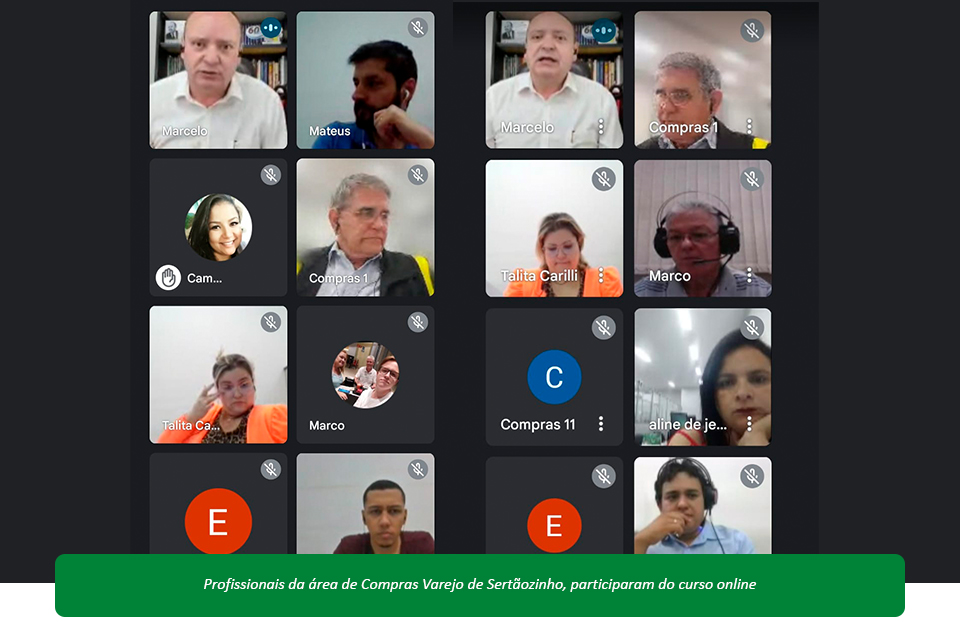 Marcelo
Mateus
Cam...
Compras 1
Talita Ca...
Marco
E
Marcelo
Compras 1
Talita Carilli
Marco
C
Compras 11
aline de je...
E
Profissionais da área de Compras Varejo de Sertãozinho, participaram do curso online